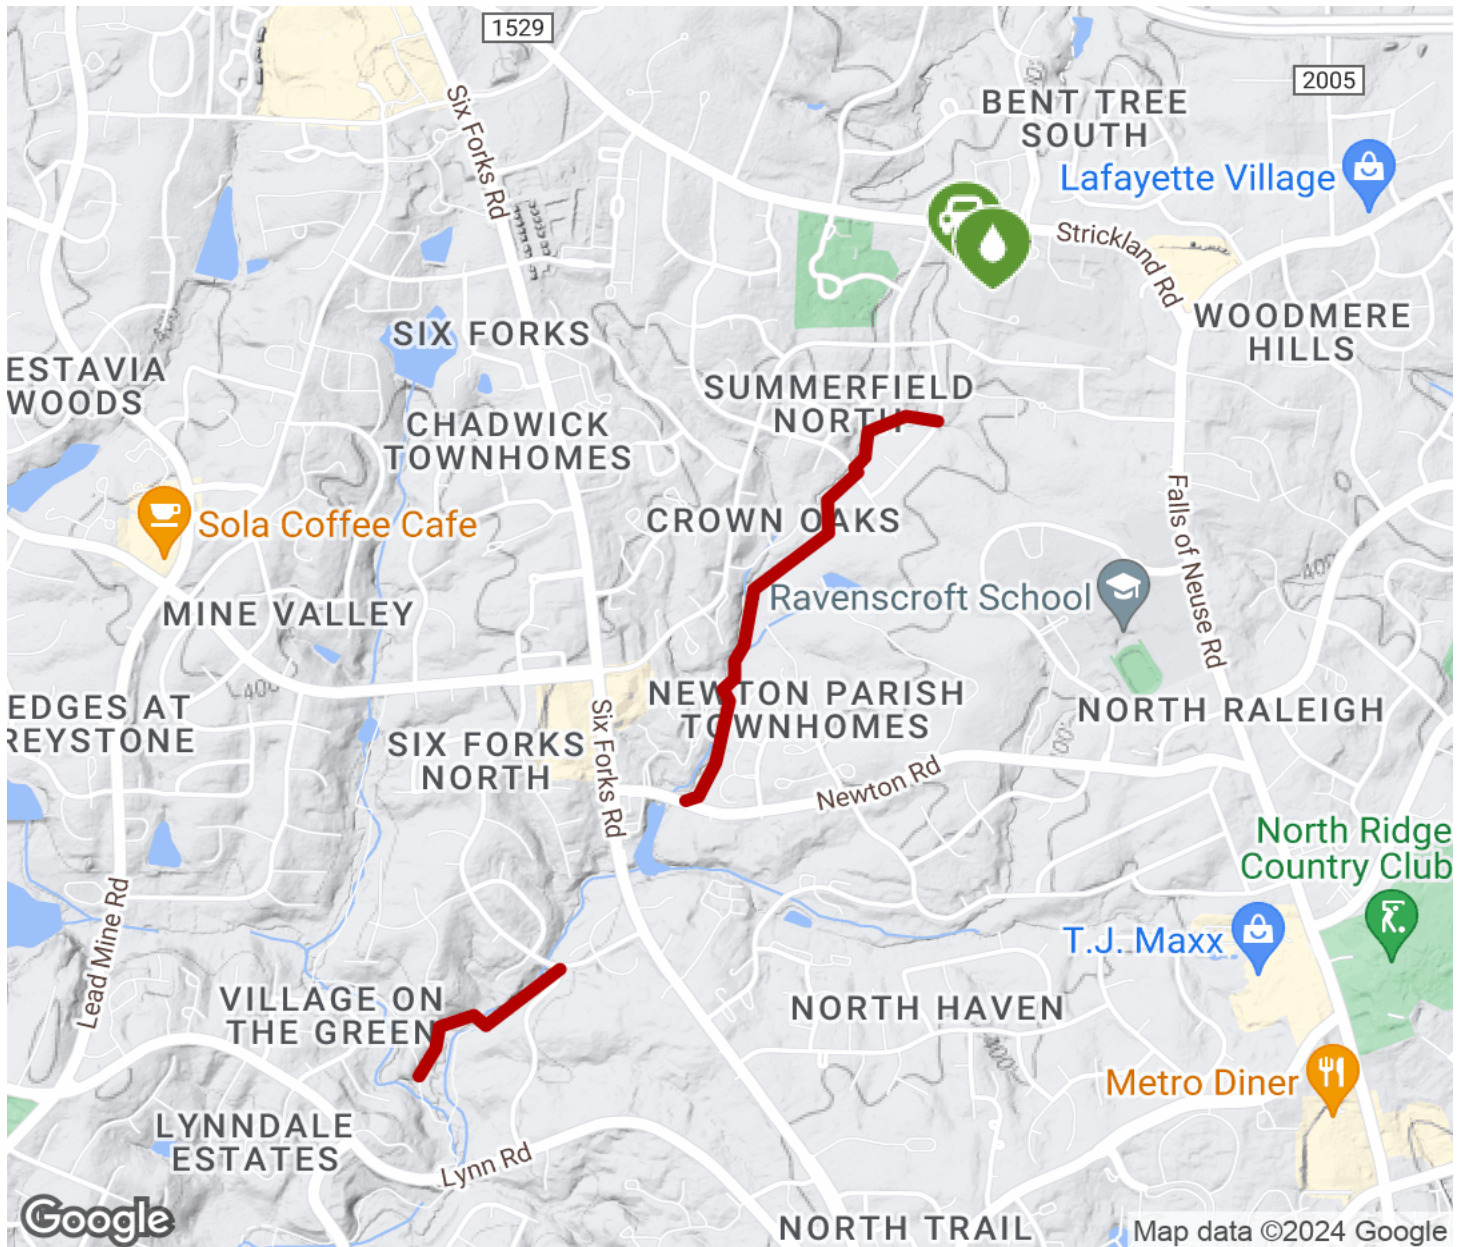 1529
2005
Six Forks Rd
BENT TREE
SOUTH
Lafayette Village
Strickland Rd
WOODMERE
HILLS
SIX FORKS
ESTAVIA
WOODS
SUMMERFIELD
NORTH
CHADWICK
TOWNHOMES
Sola Coffee Cafe
CROWN OAKS
Falls of Neuse Rd
400
Ravenscroft School
MINE VALLEY
400
NEWTON PARISH
TOWNHOMES
EDGES AT
REYSTONE
NORTH RALEIGH
Six Forks Rd
SIX FORKS
NORTH
400
Newton Rd
North Ridge
Country Club
Lead Mine Rd
T.J. Maxx
VILLAGE ON
THE GREEN
NORTH HAVEN
400
Metro Diner
LYNNDALE
ESTATES
Lynn Rd
Google
NORTH TRAIL
Map data ©2024 Google